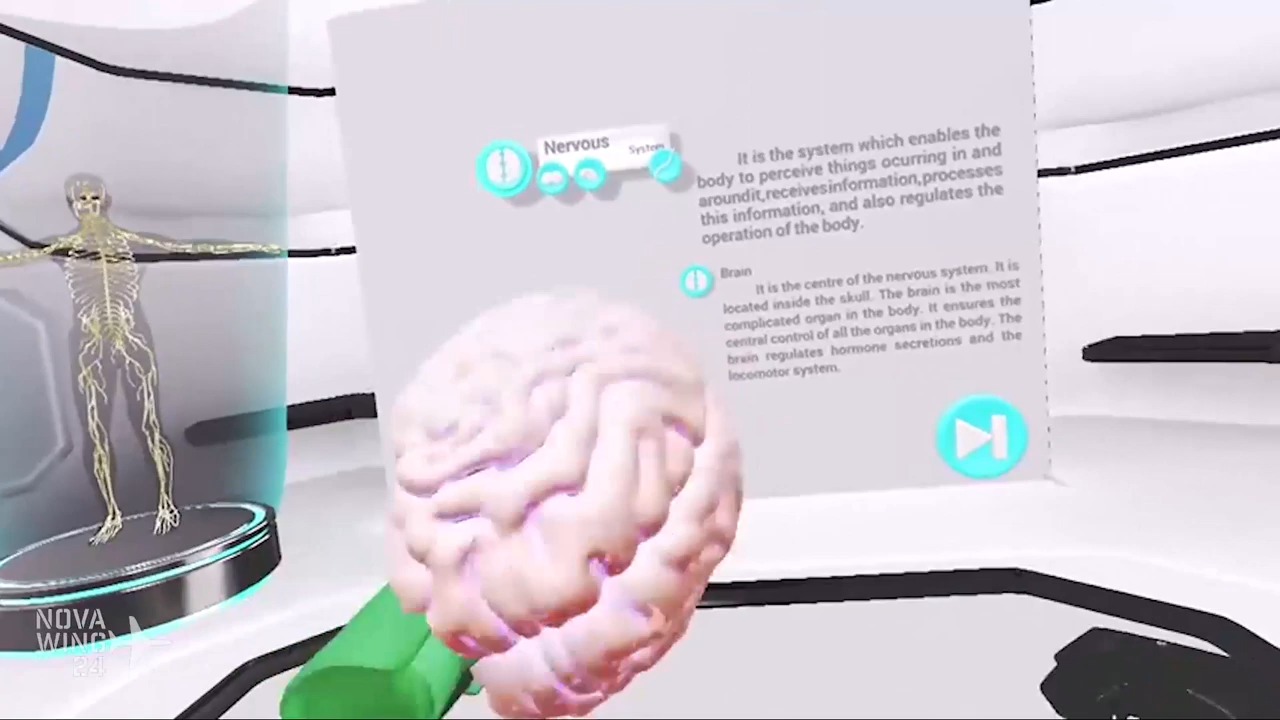 Nervous
System
It is the system which enables the
body to perceive things ocurring in and
aroundit,receivesinformation,processes
this information, and also regulates the
operation of the body.
Brain
It is the centre of the nervous system. It is
located inside the skull. The brain is the most
complicated organ in the body. It ensures the
central control of all the organs in the body. The
brain regulates hormone secretions and the
locomotor system.
NOVA
WING
24